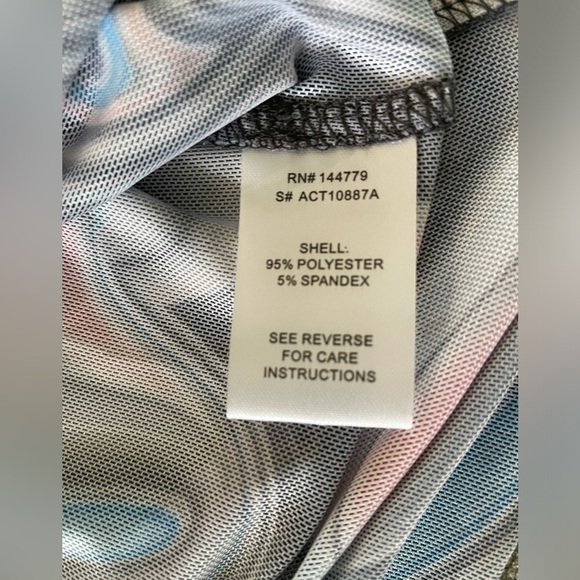 RN# 144779
S# ACT10887A
SHELL:
95% POLYESTER
5% SPANDEX
SEE REVERSE
FOR CARE
INSTRUCTIONS